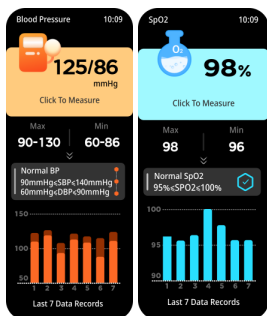 Blood Pressure 10:09
125/86
mmHg
Click To Measure
Max Min
90-130 60-86
Normal BP
90mmHg≤SBP≤140mmHg
60mmHg≤DBP≤90mmHg
150
100
50
1 2 3 4 5 6 7
Last 7 Data Records
SpO2 10:09
O₂
98%
Click To Measure
Max Min
98 96
Normal SpO2
95%≤SPO2≤100%
100
95
90
1 2 3 4 5 6 7
Last 7 Data Records